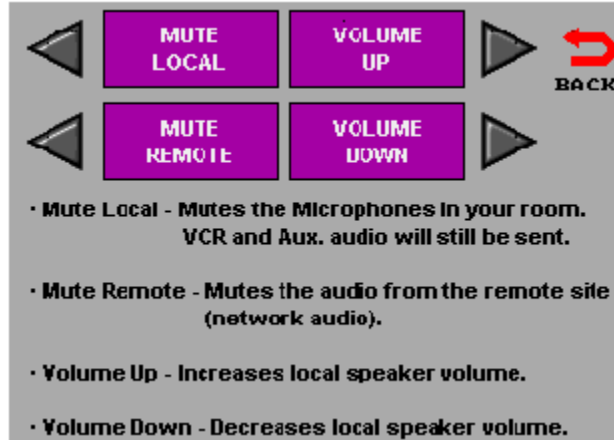 MUTE LOCAL
VOLUME UP
BACK
MUTE REMOTE
VOLUME DOWN
· Mute Local - Mutes the Microphones in your room.
VCR and Aux. audio will still be sent.
· Mute Remote - Mutes the audio from the remote site
(network audio).
· Volume Up - Increases local speaker volume.
· Volume Down - Decreases local speaker volume.